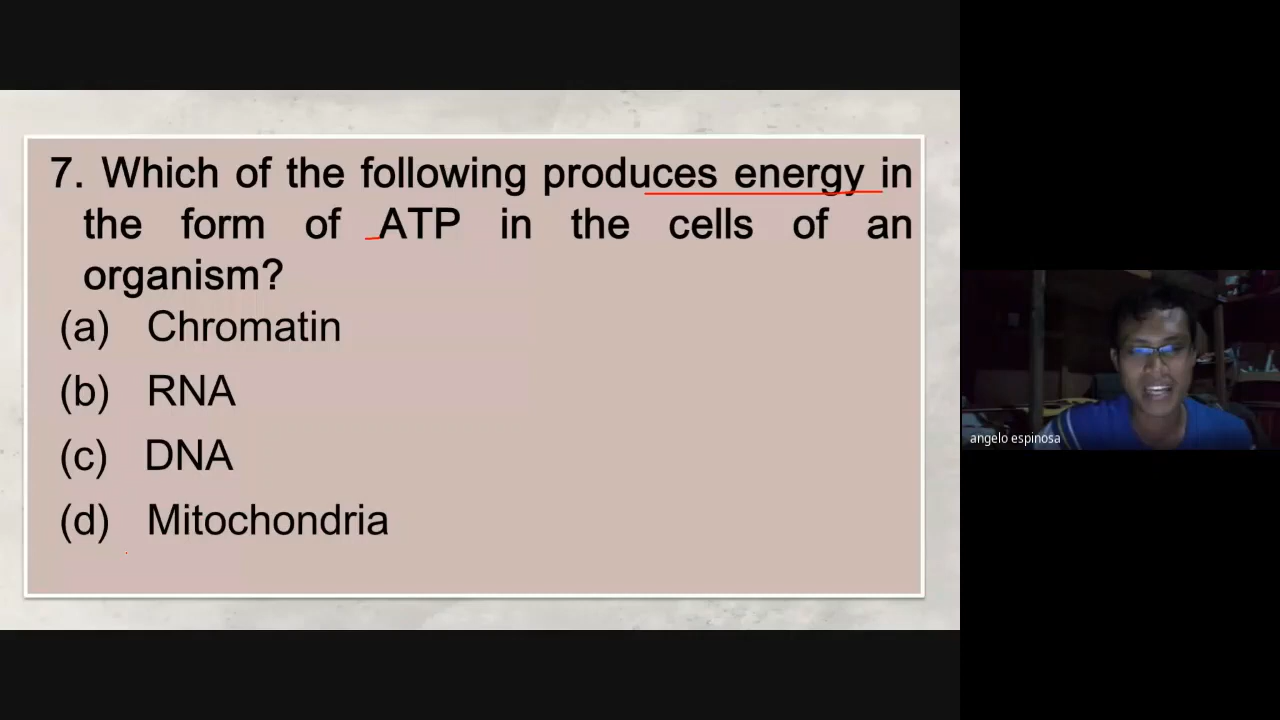 7. Which of the following produces energy in
the form of ATP in the cells of an
organism?
(a) Chromatin
(b) RNA
(c) DNA
(d) Mitochondria
angelo espinosa